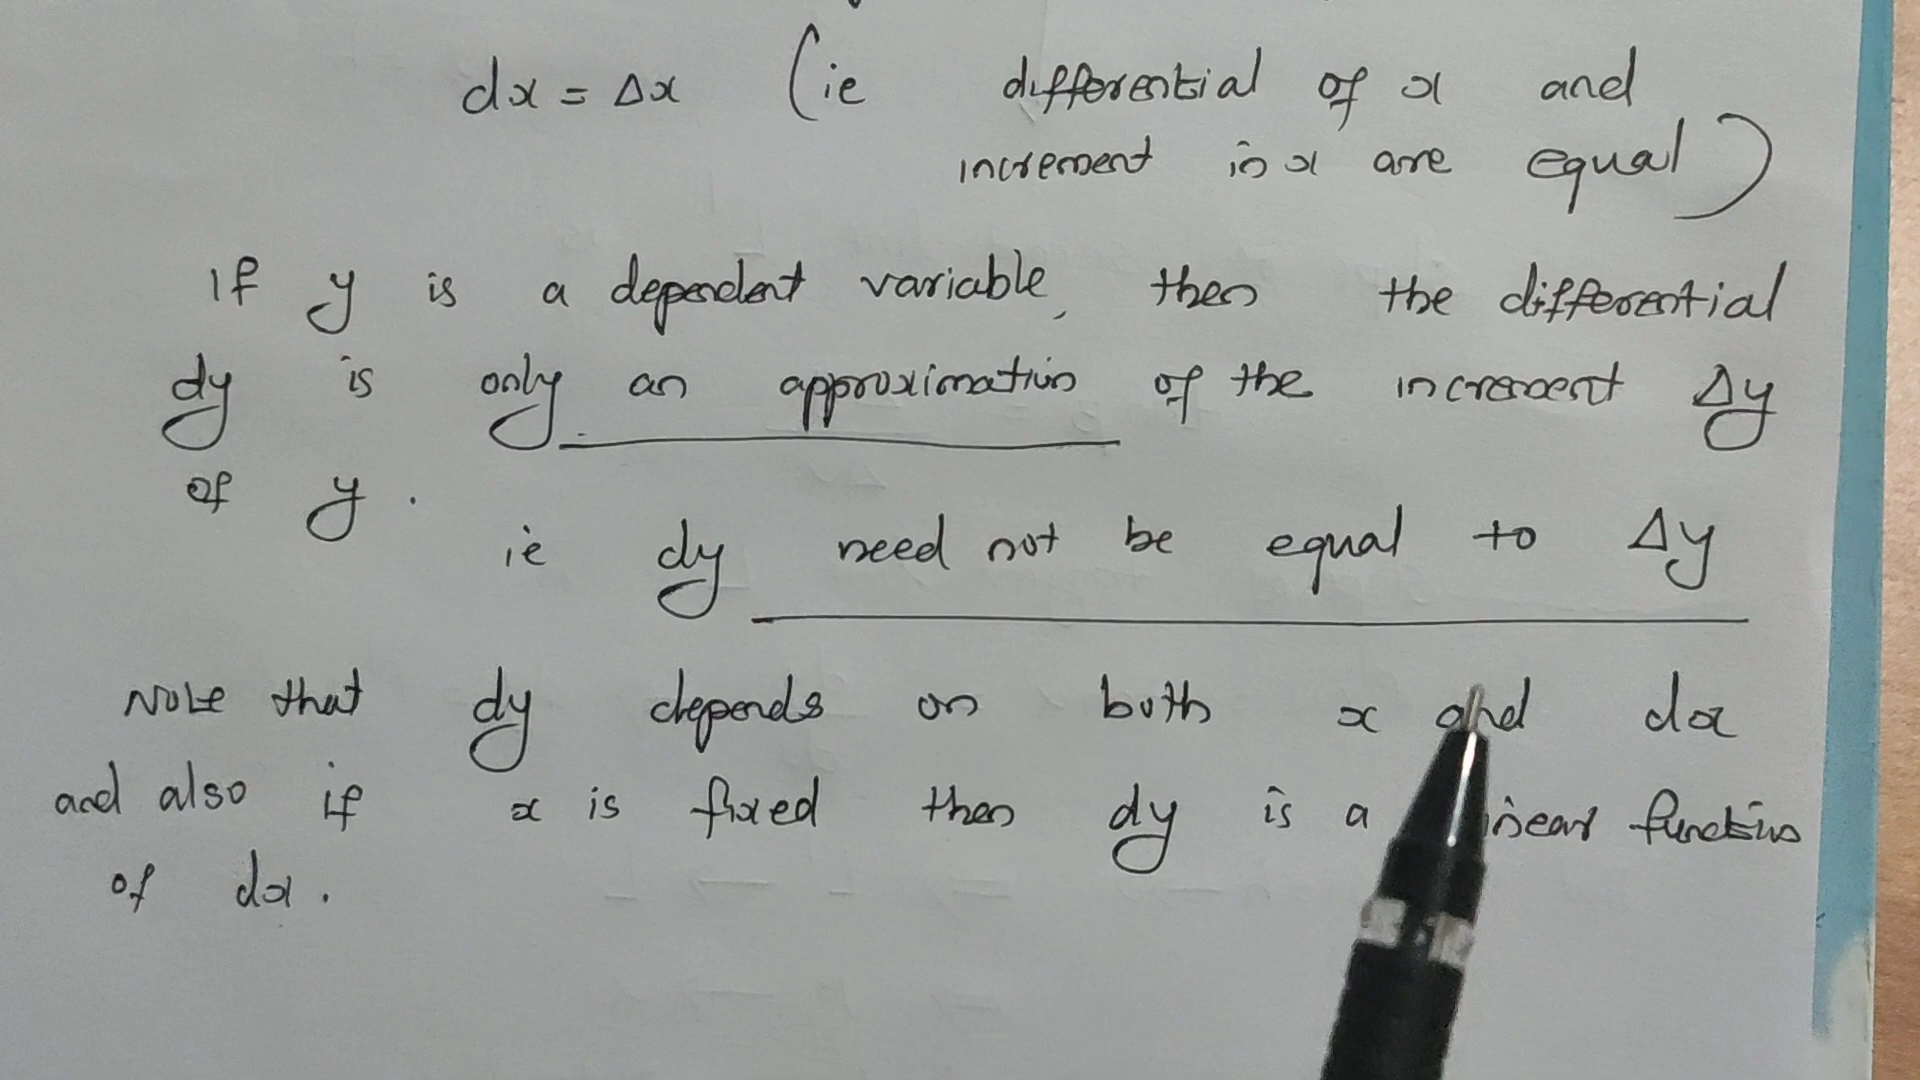 dx = Δx (ie differential of x and
increment in x are equal)
If y is a dependent variable, then the differential
dy is only an approximation of the increment Δy
of y.
ie dy need not be equal to Δy
Note that dy depends on both x and dx
and also if x is fixed then dy is a function
of dx.